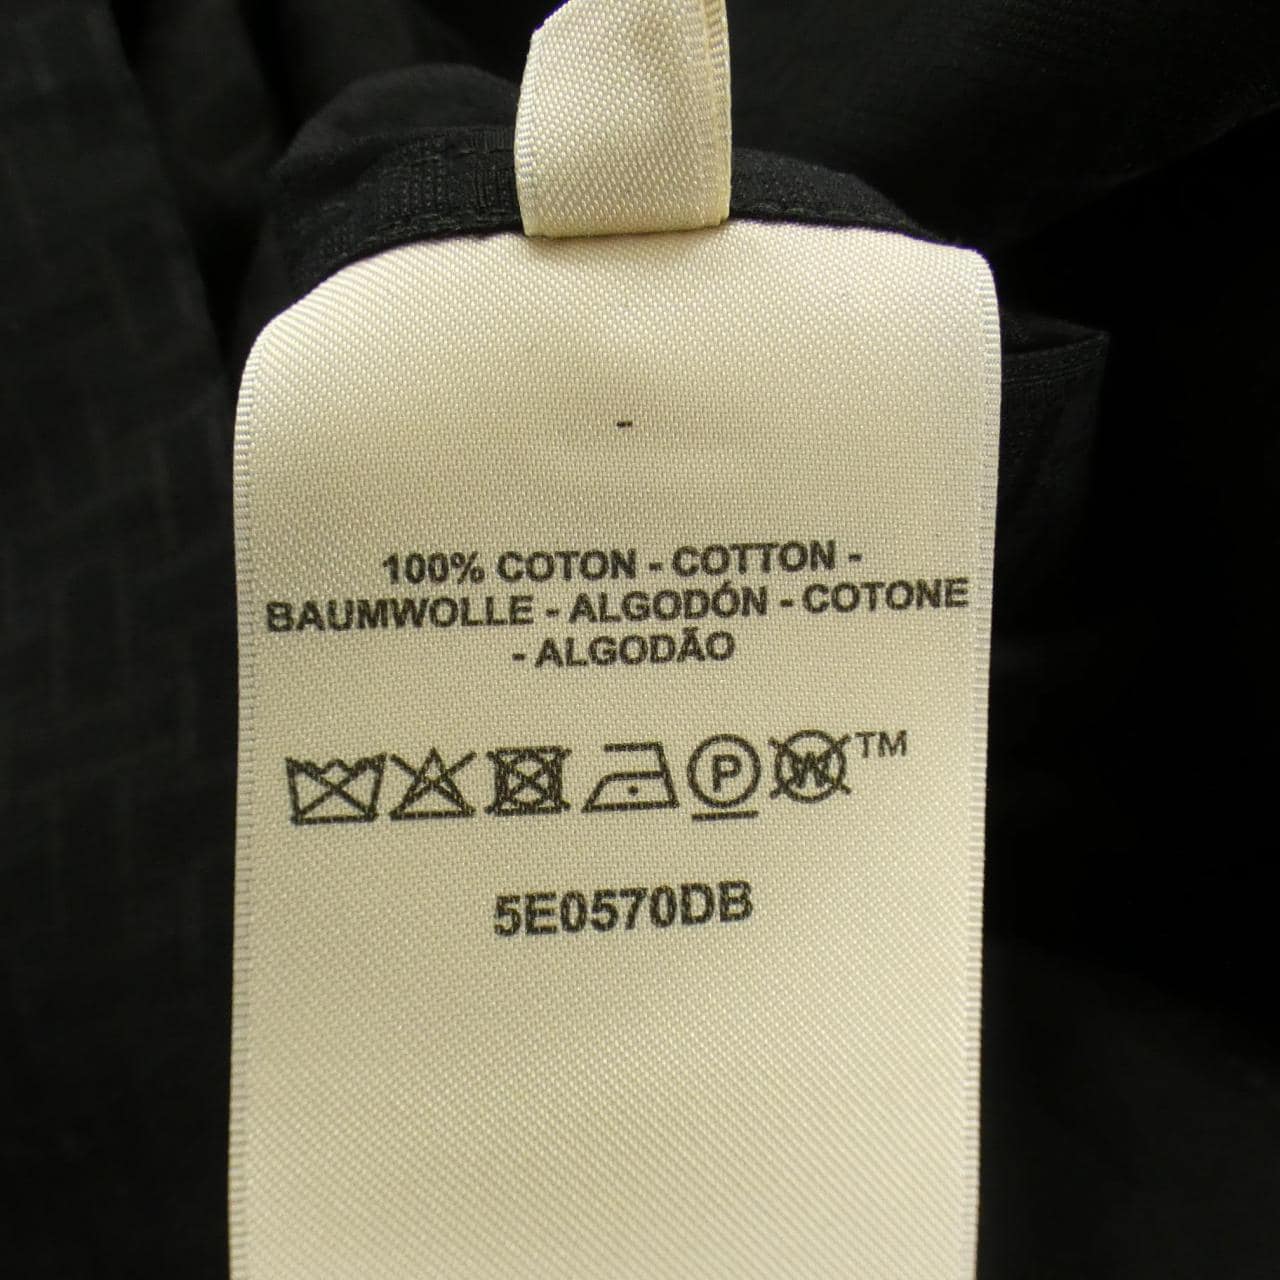 -
100% COTON - COTTON -
BAUMWOLLE - ALGODÓN - COTONE
- ALGODÃO
P W TM
5E0570DB